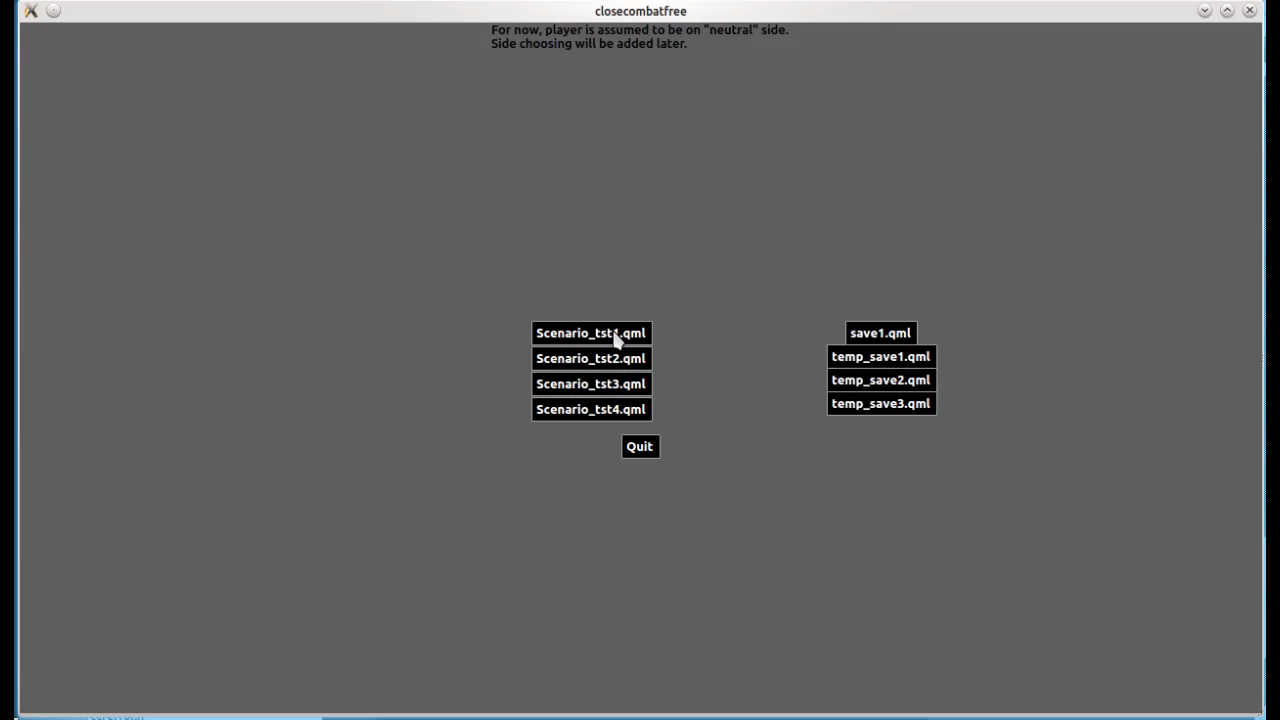 closecombatfree
For now, player is assumed to be on "neutral" side.
Side choosing will be added later.
Scenario_tst1.qml
Scenario_tst2.qml
Scenario_tst3.qml
Scenario_tst4.qml
save1.qml
temp_save1.qml
temp_save2.qml
temp_save3.qml
Quit